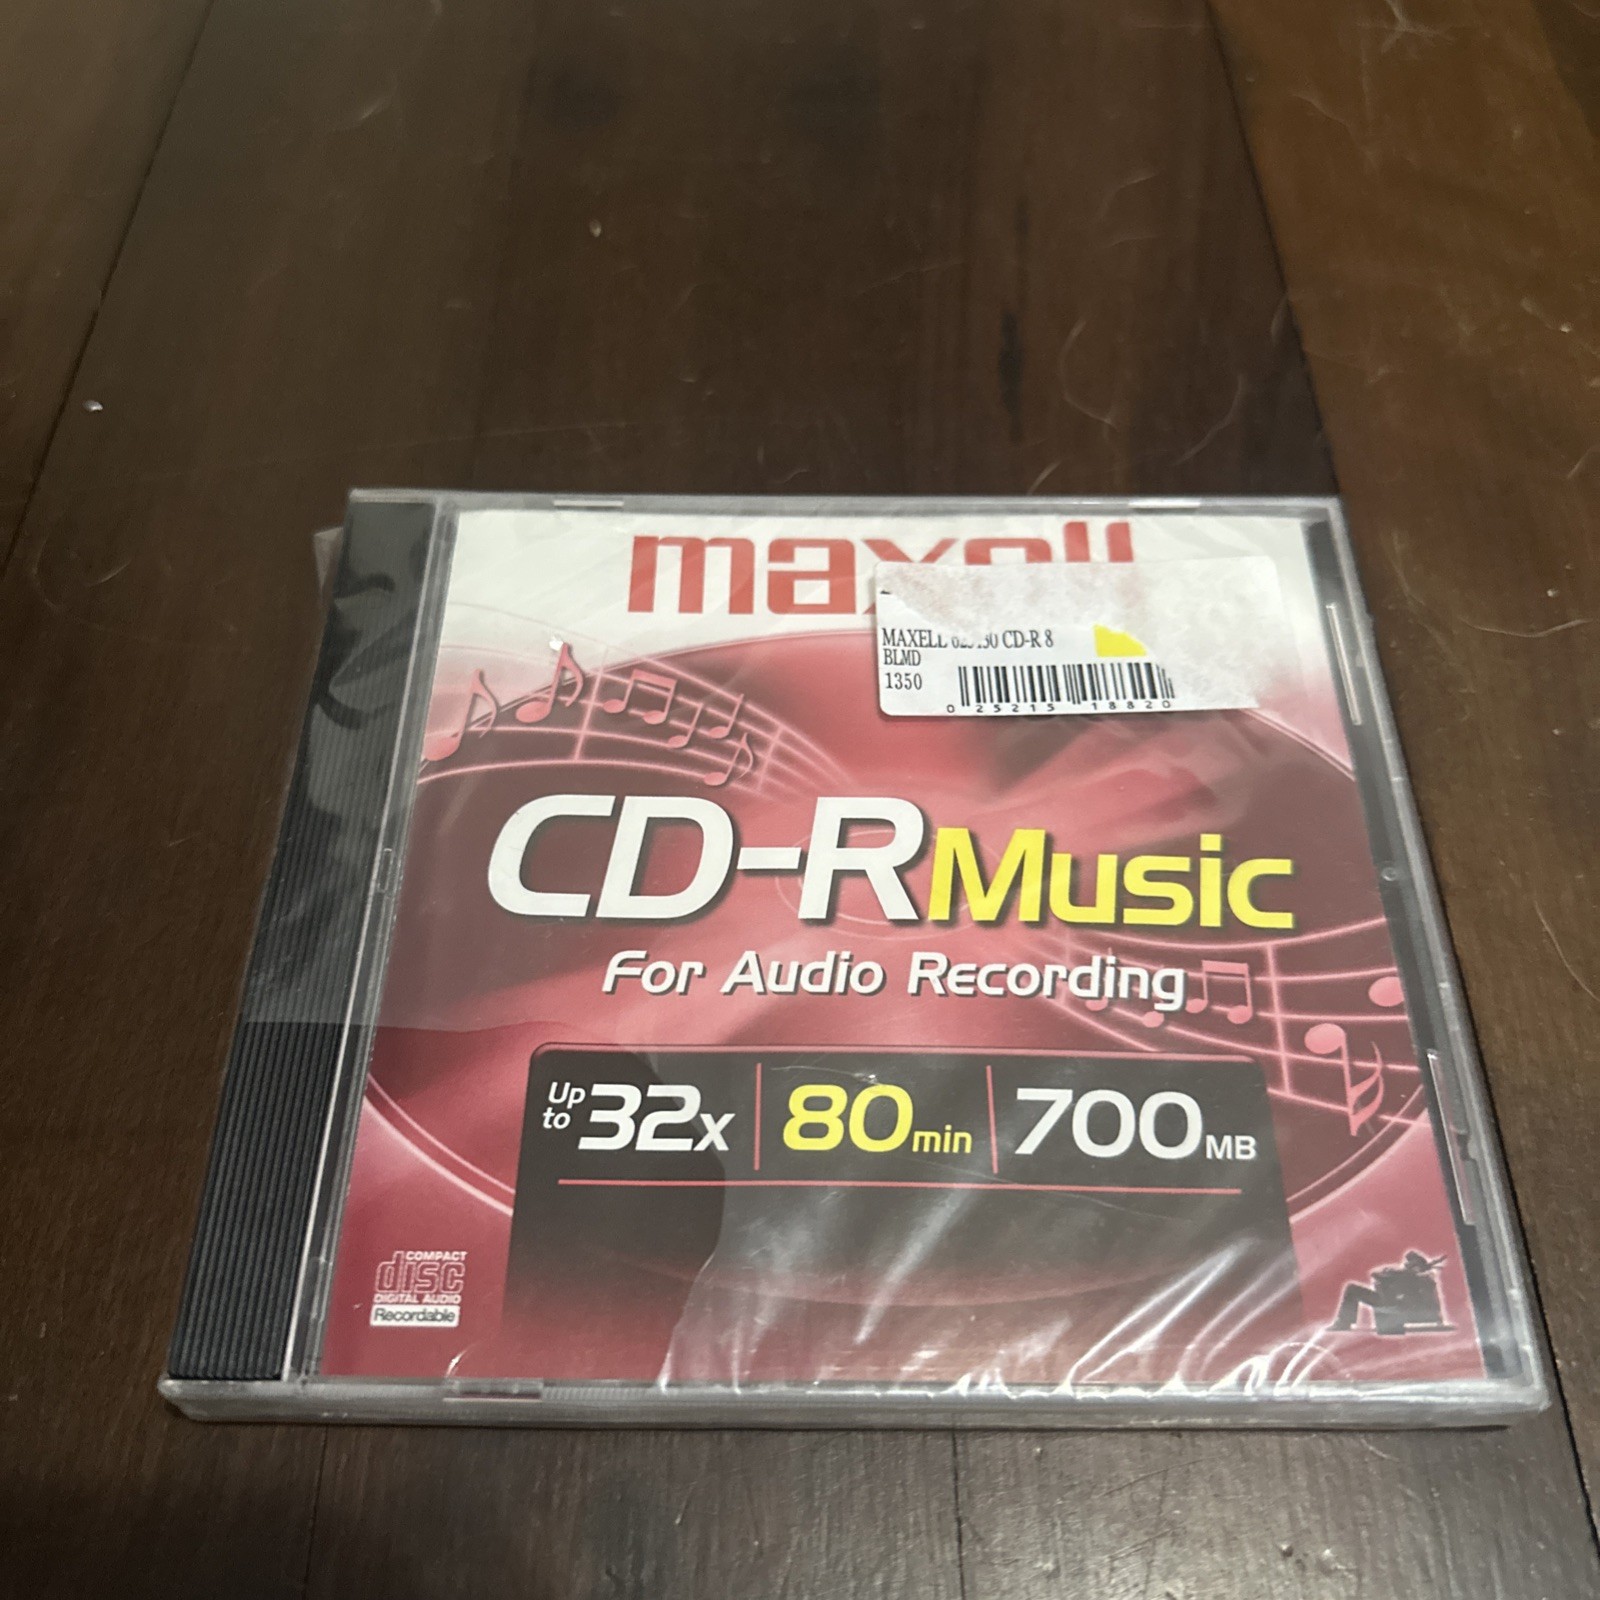 maxell
MAXELL CD-R 8
BLMD
1350
0 25215 18820
CD-R Music
For Audio Recording
Up to 32x 80 min 700 MB
COMPACT
disc
DIGITAL AUDIO
Recordable